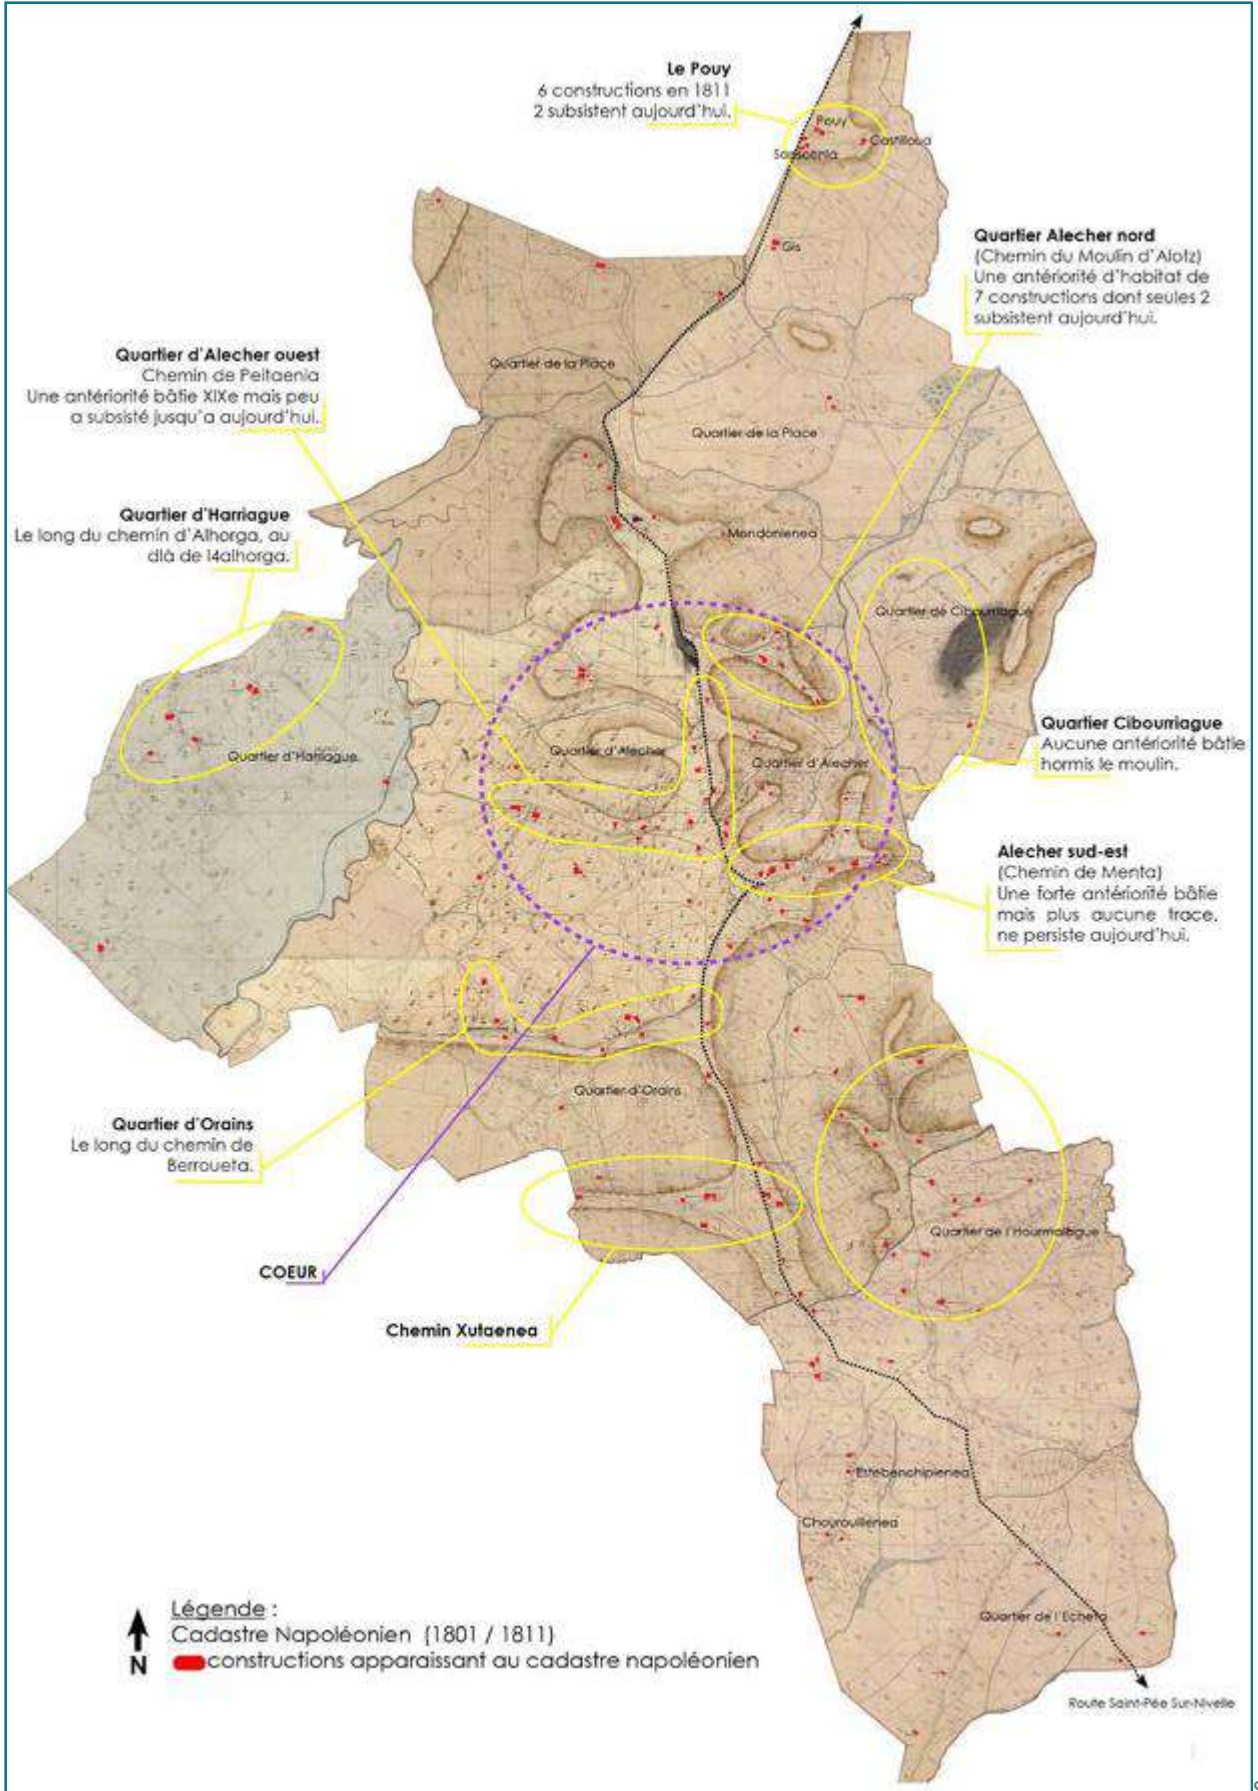 Le Pouy
6 constructions en 1811
2 subsistent aujourd'hui.
Pouy
Castilloua
Quartier Alecher nord
(Chemin du Moulin d'Alotz)
Une antériorité d'habitat de
7 constructions dont seules 2
subsistent aujourd'hui.
Gis
Quartier d'Alecher ouest
Chemin de Peitaenia
Une antériorité bâtie XIXe mais peu
a subsisté jusqu'a aujourd'hui.
Quartier de la Place
Quartier de la Place
Quartier d'Harriague
Le long du chemin d'Alhorga, au
dlà de l4alhorga.
Mondonienea
Quartier de Cibourriague
Quartier Cibourriague
Aucune antériorité bâtie
hormis le moulin.
Quartier d'Harriague
Quartier d'Alecher
Quartier d'Alecher
Alecher sud-est
(Chemin de Menta)
Une forte antériorité bâtie
mais plus aucune trace,
ne persiste aujourd'hui.
Quartier d'Orains
Quartier d'Orains
Le long du chemin de
Berroueta.
Quartier de l'Hourmalague
COEUR
Chemin Xutaenea
Estebenchipienea
Chourouillenea
Quartier de l'Echeta
Route Saint-Pée Sur-Nivelle
N
Légende :
Cadastre Napoléonien (1801 / 1811)
constructions apparaissant au cadastre napoléonien